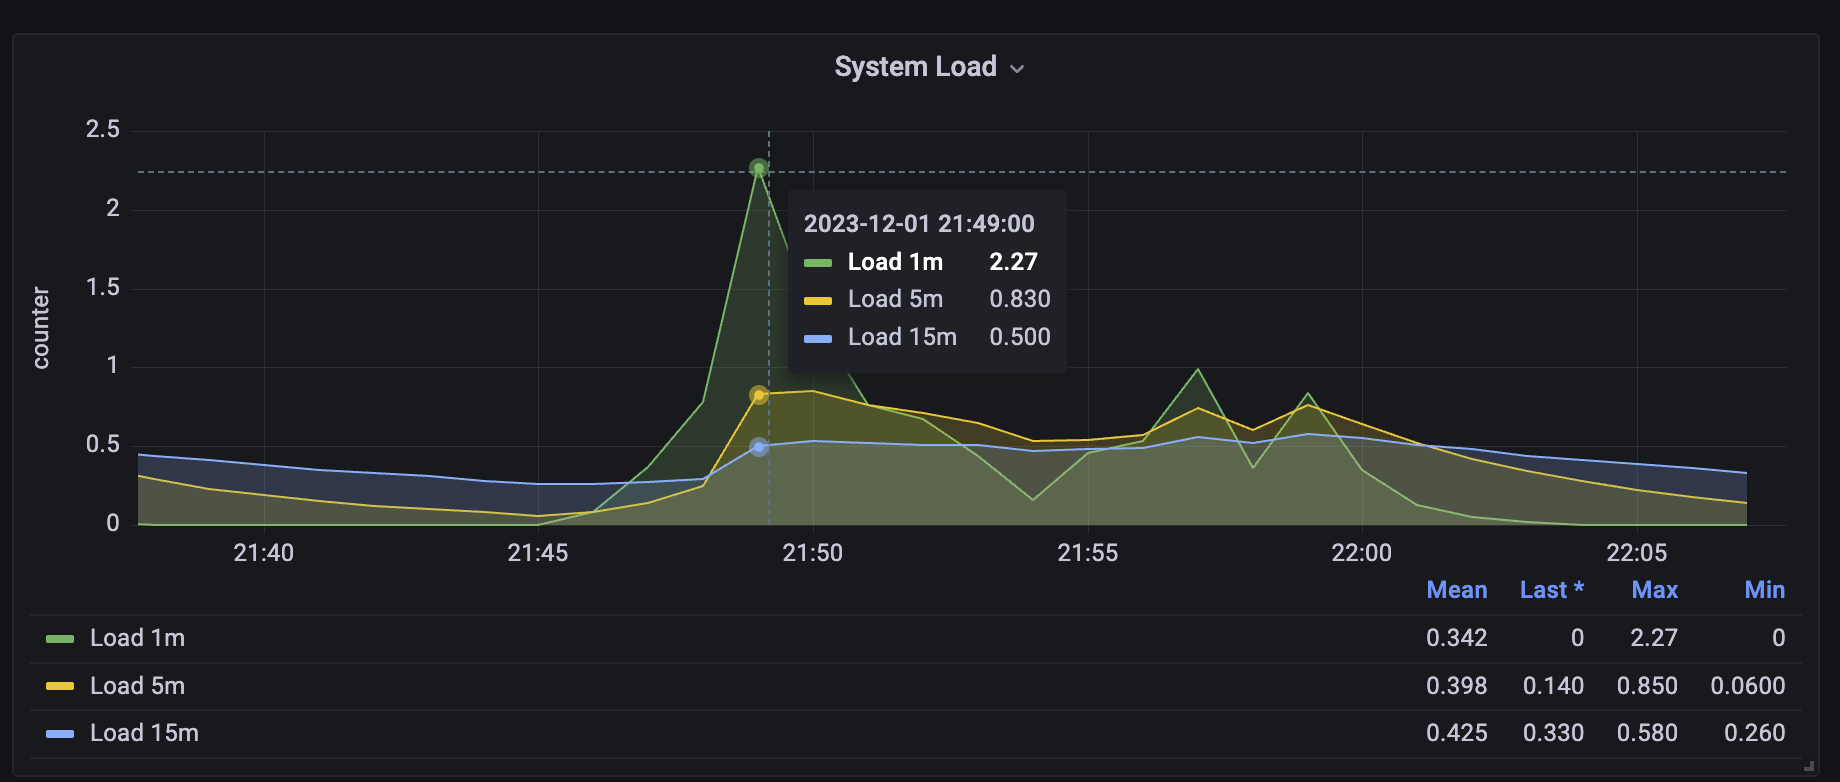 System Load
2.5
2
1.5
1
0.5
0
counter
2023-12-01 21:49:00
Load 1m 2.27
Load 5m 0.830
Load 15m 0.500
21:40 21:45 21:50 21:55 22:00 22:05
Mean Last * Max Min
Load 1m 0.342 0 2.27 0
Load 5m 0.398 0.140 0.850 0.0600
Load 15m 0.425 0.330 0.580 0.260